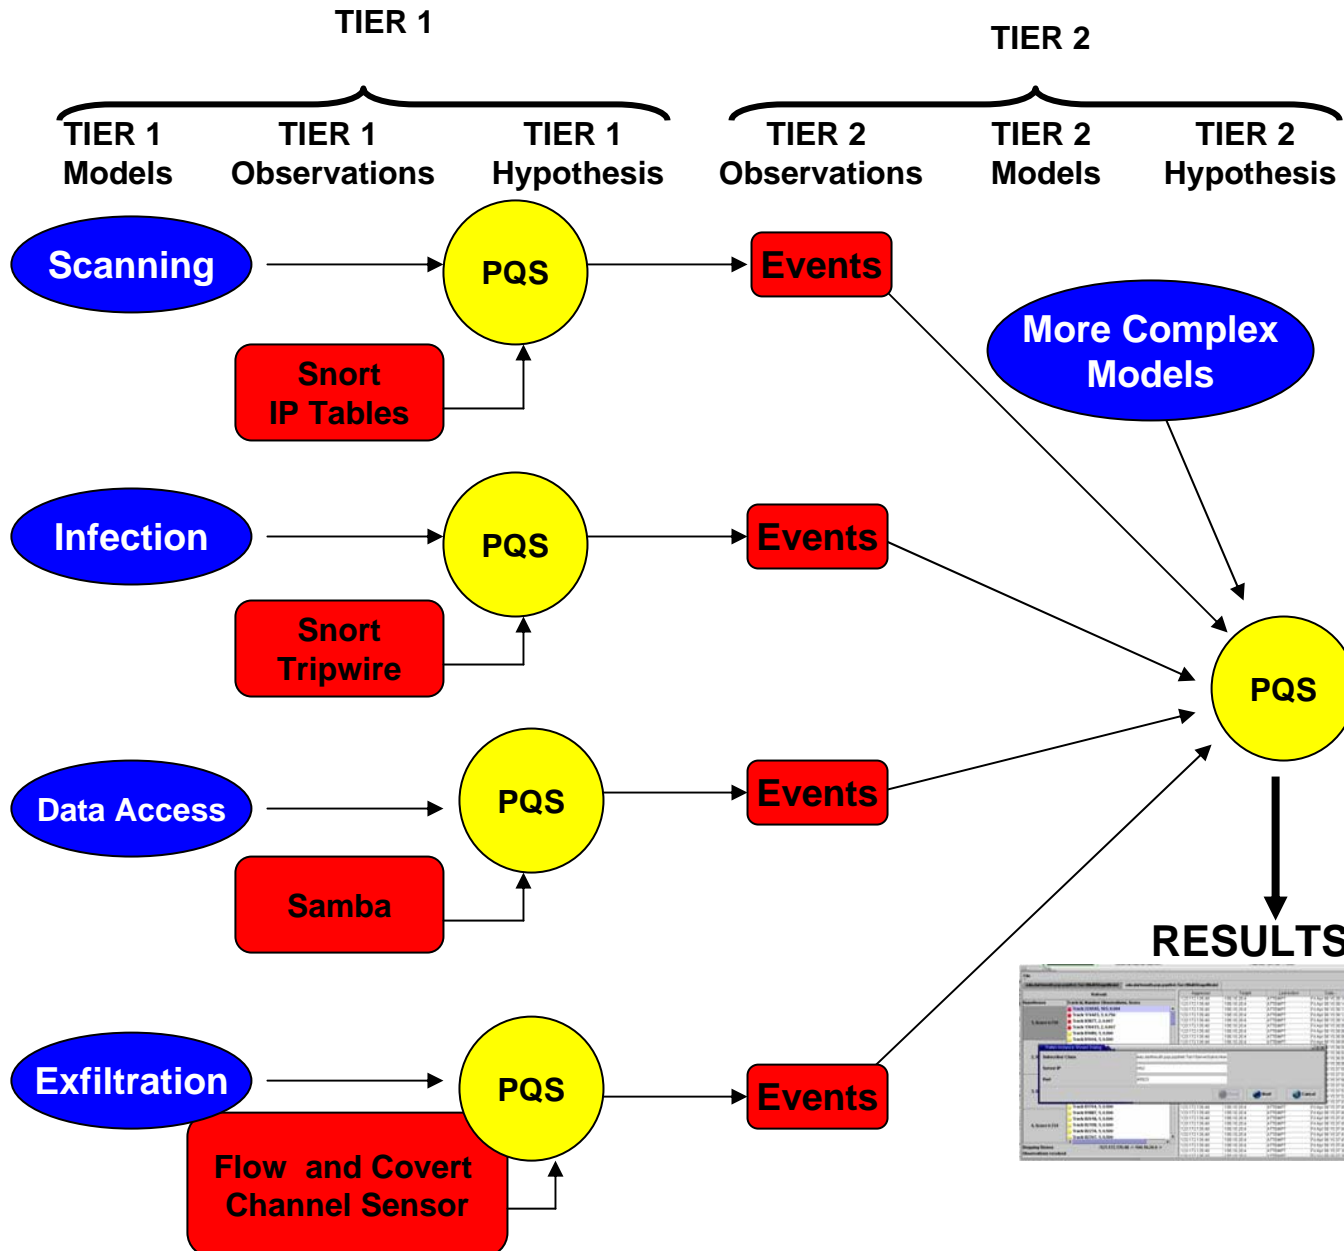 TIER 1
TIER 2
TIER 1
Models
TIER 1
Observations
TIER 1
Hypothesis
TIER 2
Observations
TIER 2
Models
TIER 2
Hypothesis
Scanning
PQS
Events
Snort
IP Tables
More Complex
Models
Infection
PQS
Events
Snort
Tripwire
PQS
Data Access
PQS
Events
Samba
RESULTS
Exfiltration
PQS
Events
Flow and Covert
Channel Sensor